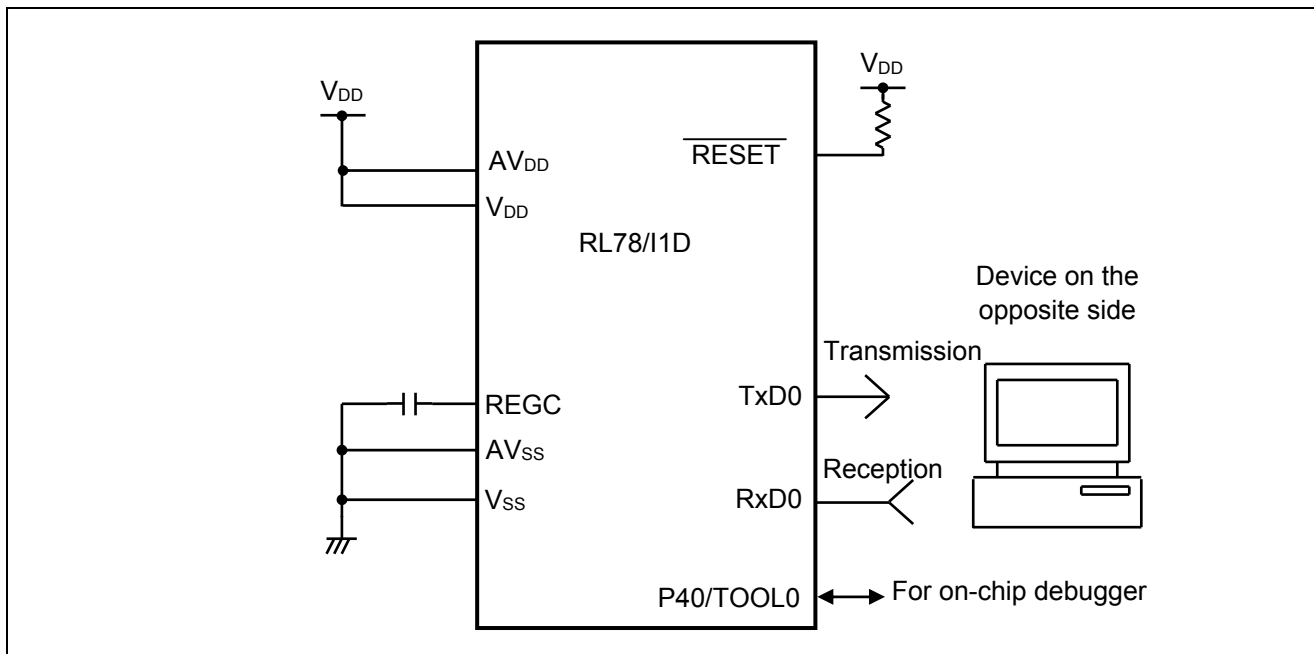 VDD
AVDD
VDD
RL78/I1D
REGC
AVSS
VSS
VDD
RESET
Device on the
opposite side
Transmission
TxD0
Reception
RxD0
P40/TOOL0
For on-chip debugger